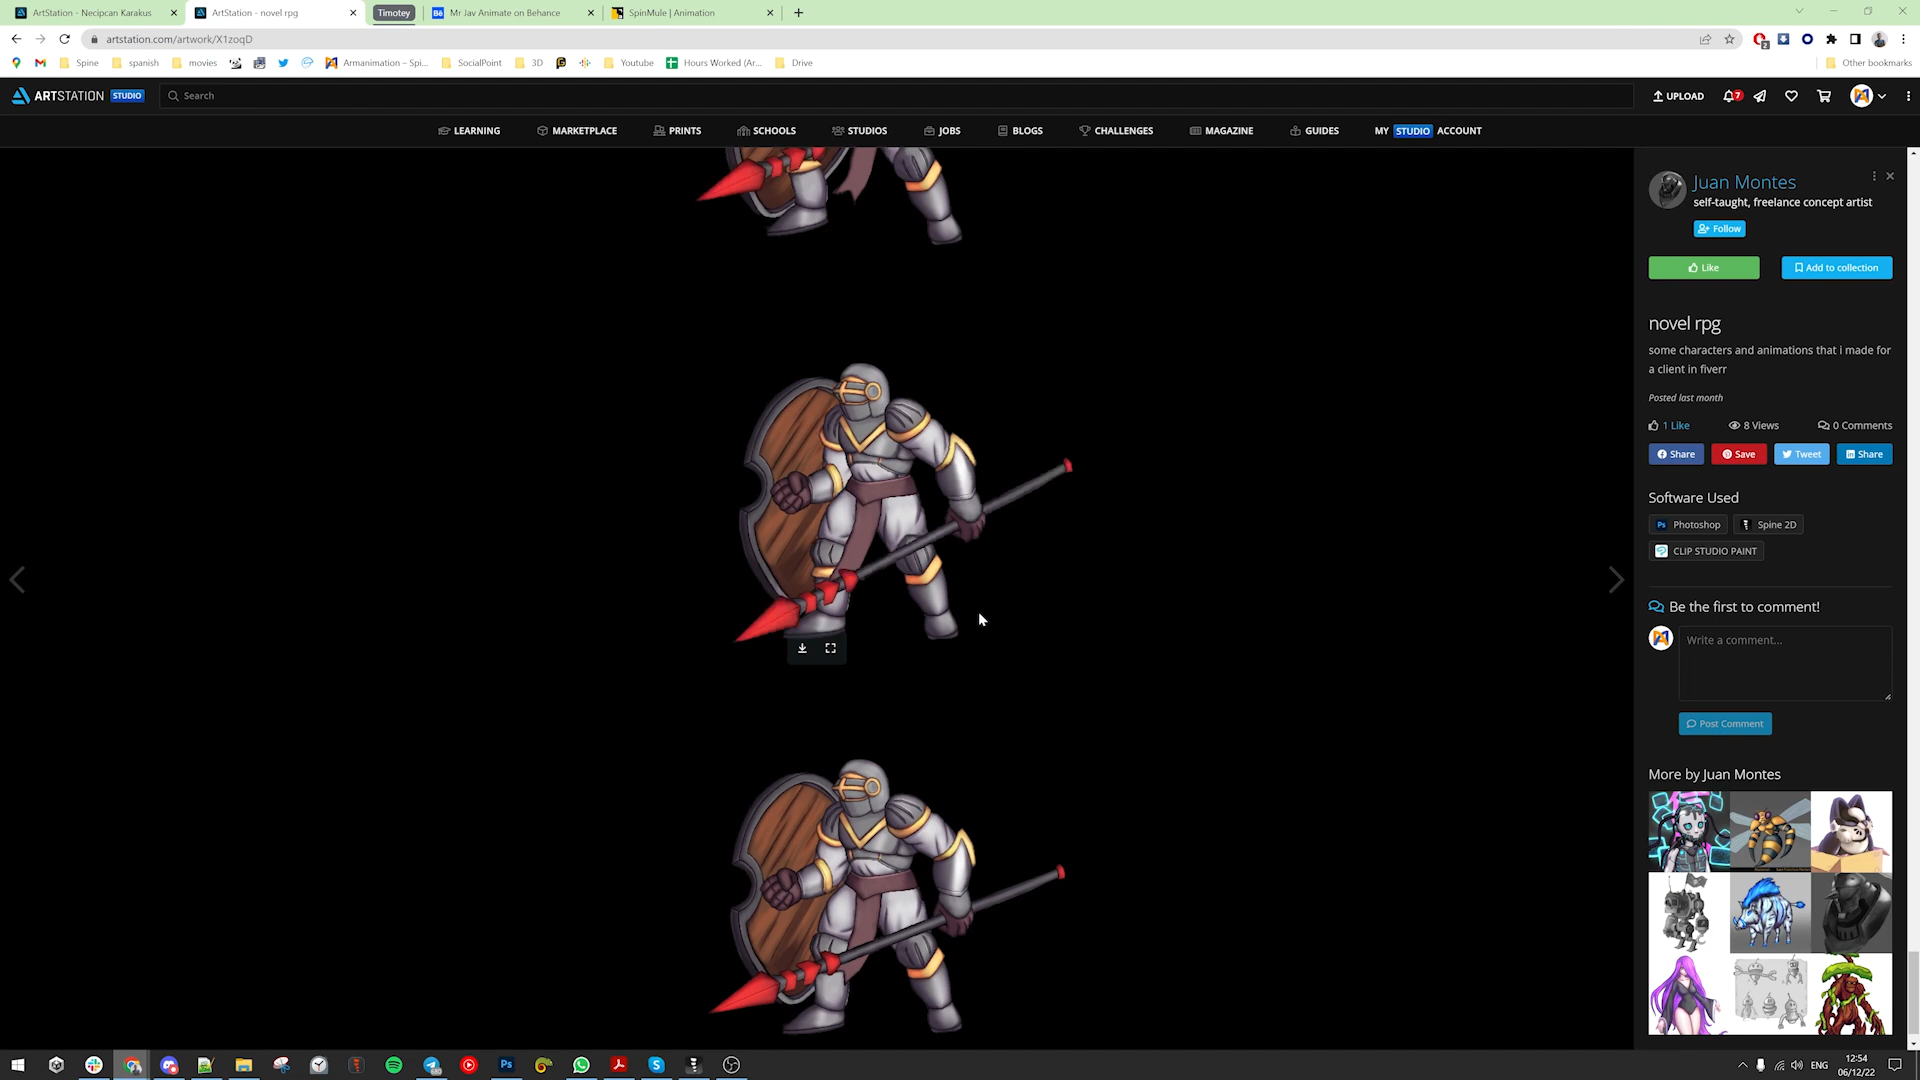 ArtStation - Necipcan Karakus
ArtStation - novel rpg
Timotey
Mr Jav Animate on Behance
SpinMule | Animation
artstation.com/artwork/X1zoqD
Spine
spanish
movies
Armanimation – Spi...
SocialPoint
3D
Youtube
Hours Worked (Ar...
Drive
Other bookmarks
ARTSTATION STUDIO
Search
UPLOAD
7
LEARNING
MARKETPLACE
PRINTS
SCHOOLS
STUDIOS
JOBS
BLOGS
CHALLENGES
MAGAZINE
GUIDES
MY STUDIO ACCOUNT
Juan Montes
self-taught, freelance concept artist
Follow
Like
Add to collection
novel rpg
some characters and animations that i made for
a client in fiverr
Posted last month
1 Like
8 Views
0 Comments
Share
Save
Tweet
Share
Software Used
Ps Photoshop
Spine 2D
CLIP STUDIO PAINT
Be the first to comment!
Write a comment...
Post Comment
More by Juan Montes
ENG
12:54
06/12/22